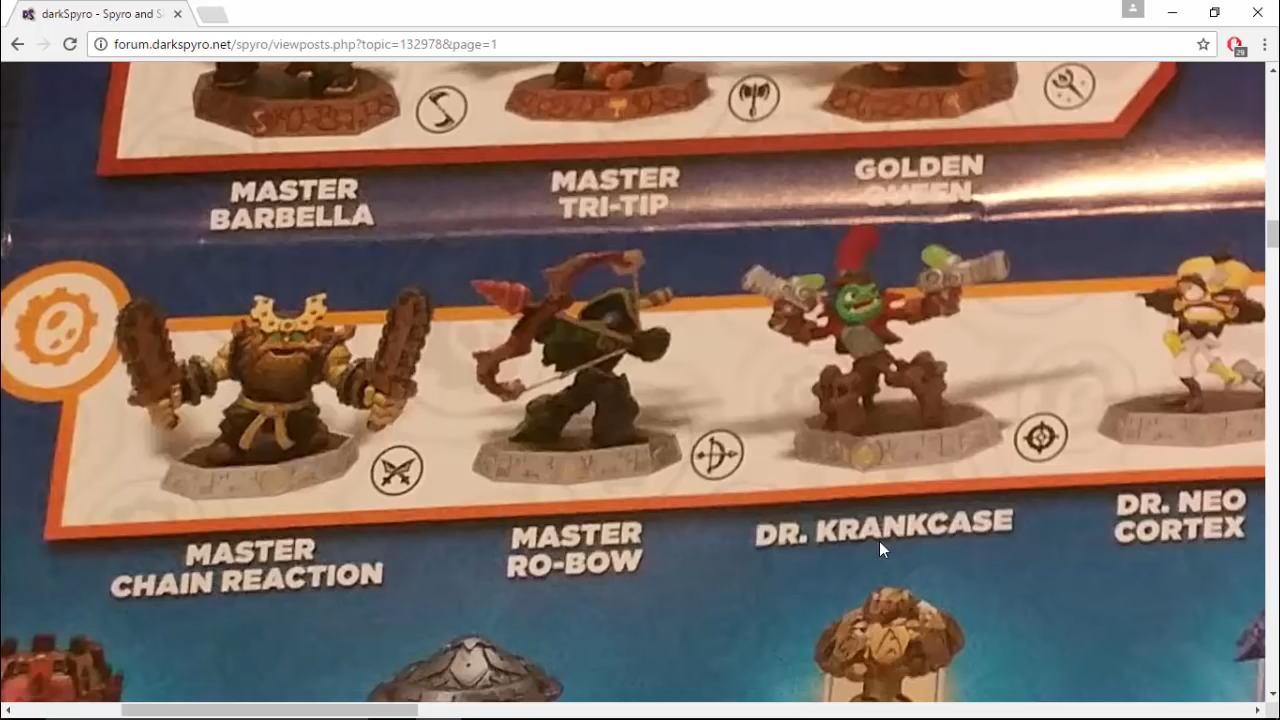 darkSpyro - Spyro and S
forum.darkspyro.net/spyro/viewposts.php?topic=132978&page=1
29
MASTER
BARBELLA
MASTER
TRI-TIP
GOLDEN
QUEEN
MASTER
CHAIN REACTION
MASTER
RO-BOW
DR. KRANKCASE
DR. NEO
CORTEX